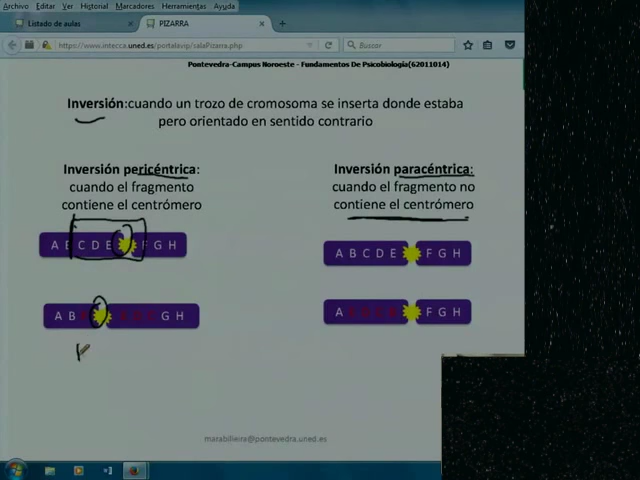 Archivo Editar Ver Historial Marcadores Herramientas Ayuda
Listado de aulas
PIZARRA
https://www.intecca.uned.es/portalavip/salaPizarra.php
Buscar
Pontevedra-Campus Noroeste - Fundamentos De Psicobiología(62011014)
Inversión:cuando un trozo de cromosoma se inserta donde estaba
pero orientado en sentido contrario
Inversión pericéntrica:
cuando el fragmento
contiene el centrómero
A B C D E F G H
A B G H
Inversión paracéntrica:
cuando el fragmento no
contiene el centrómero
A B C D E F G H
A F G H
marabilleira@pontevedra.uned.es